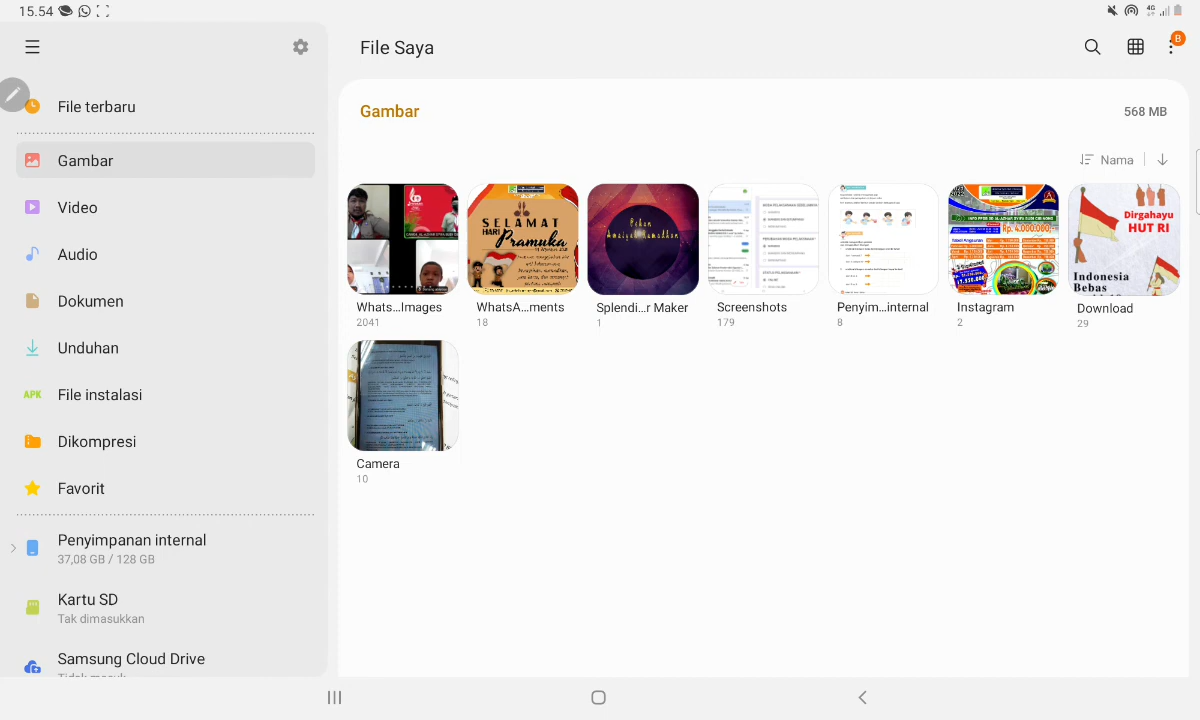 15.54
4G
File Saya
B
File terbaru
Gambar
Video
Audio
Dokumen
Unduhan
APK File instalasi
Dikompresi
Favorit
Penyimpanan internal
37,08 GB / 128 GB
Kartu SD
Tak dimasukkan
Samsung Cloud Drive
Gambar
568 MB
Nama
SELAMAT
HARI
Pramuka
Dirgahayu
HUT RI
Indonesia
Bebas
Rp. 4.000.000
Whats...Images
2041
WhatsA...ments
18
Splendi...r Maker
1
Screenshots
179
Penyim...internal
8
Instagram
2
Download
29
Camera
10